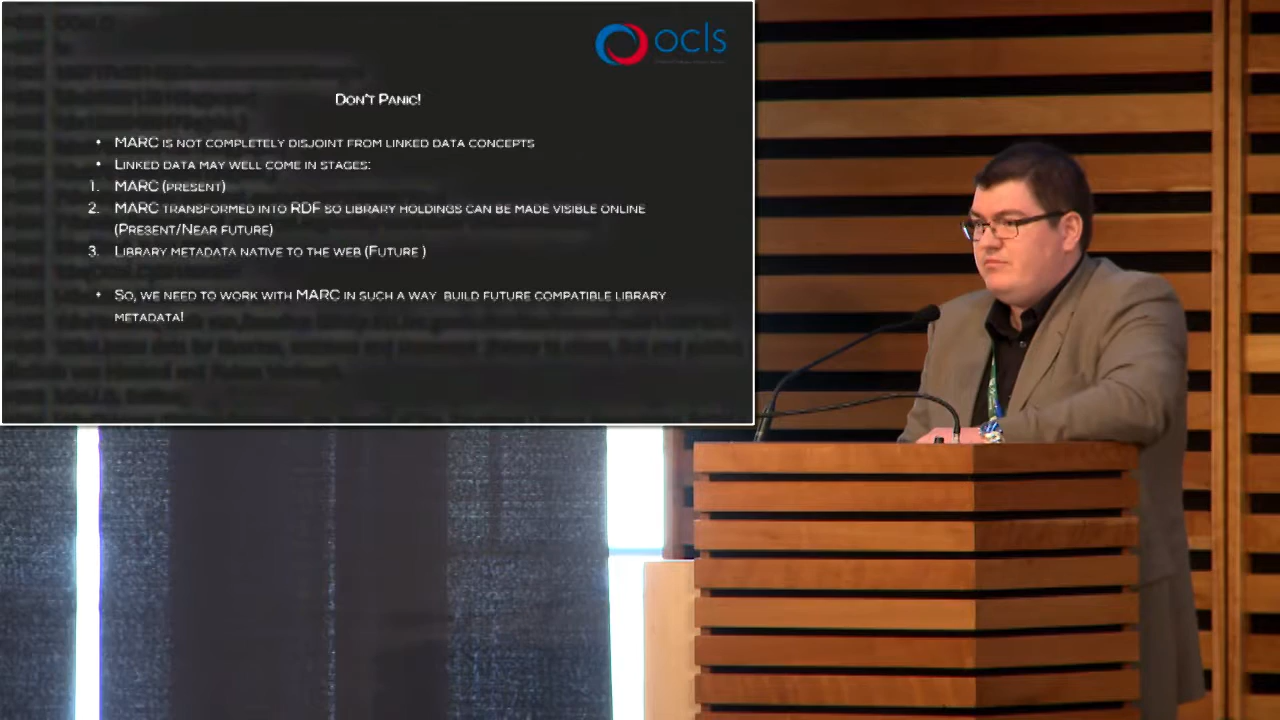 ocls
Don't Panic!
• MARC is not completely disjoint from linked data concepts
• Linked data may well come in stages:
1. MARC (present)
2. MARC transformed into RDF so library holdings can be made visible online
(Present/Near future)
3. Library metadata native to the web (Future )
• So, we need to work with MARC in such a way build future compatible library
metadata!